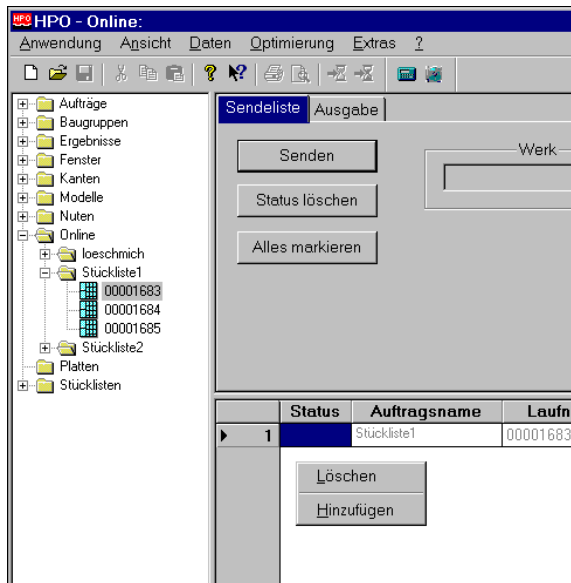 HPO HPO - Online:
Anwendung Ansicht Daten Optimierung Extras ?
Aufträge
Baugruppen
Ergebnisse
Fenster
Kanten
Modelle
Nuten
Online
loeschmich
Stückliste1
00001683
00001684
00001685
Stückliste2
Platten
Stücklisten
Sendeliste Ausgabe
Senden
Werk
Status löschen
Alles markieren
Status Auftragsname Laufn
1 Stückliste1 00001683
Löschen
Hinzufügen